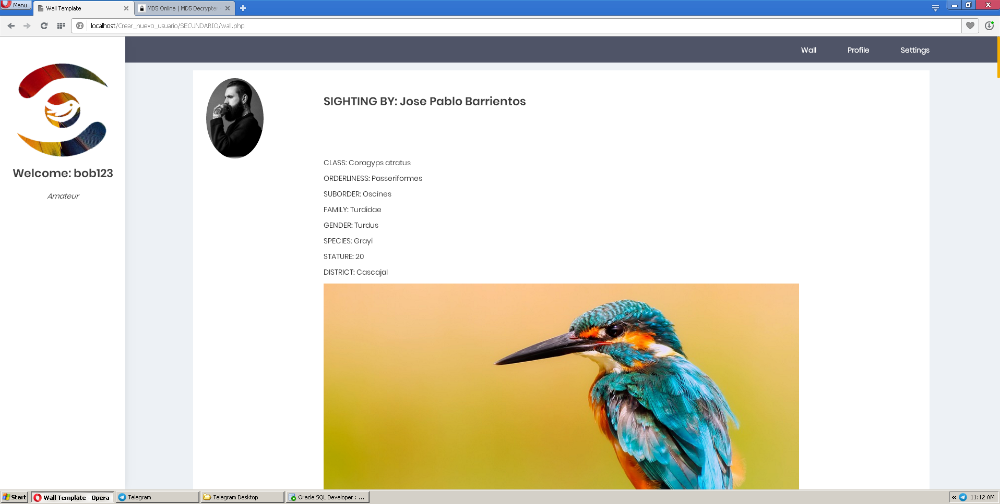 Menu
Wall Template
MD5 Online | MD5 Decrypter
localhost/Crear_nuevo_usuario/SECUNDARIO/wall.php
Wall Profile Settings
SIGHTING BY: Jose Pablo Barrientos
Welcome: bob123
Amateur
CLASS: Coragyps atratus
ORDERLINESS: Passeriformes
SUBORDER: Oscines
FAMILY: Turdidae
GENDER: Turdus
SPECIES: Grayi
STATURE: 20
DISTRICT: Cascajal
Start
Wall Template - Opera
Telegram
Telegram Desktop
Oracle SQL Developer : ...
11:12 AM